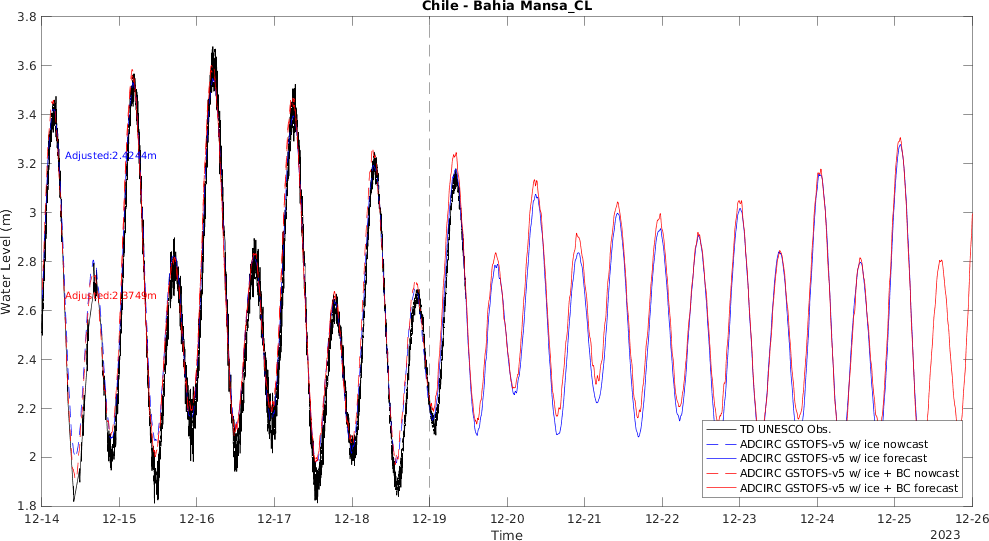 Chile - Bahia Mansa_CL
3.8
3.6
3.4
3.2
3
2.8
2.6
2.4
2.2
2
1.8
Water Level (m)
Adjusted:2.4244m
Adjusted:2.3749m
TD UNESCO Obs.
ADCIRC GSTOFS-v5 w/ ice nowcast
ADCIRC GSTOFS-v5 w/ ice forecast
ADCIRC GSTOFS-v5 w/ ice + BC nowcast
ADCIRC GSTOFS-v5 w/ ice + BC forecast
12-14 12-15 12-16 12-17 12-18 12-19 12-20 12-21 12-22 12-23 12-24 12-25 12-26
Time
2023